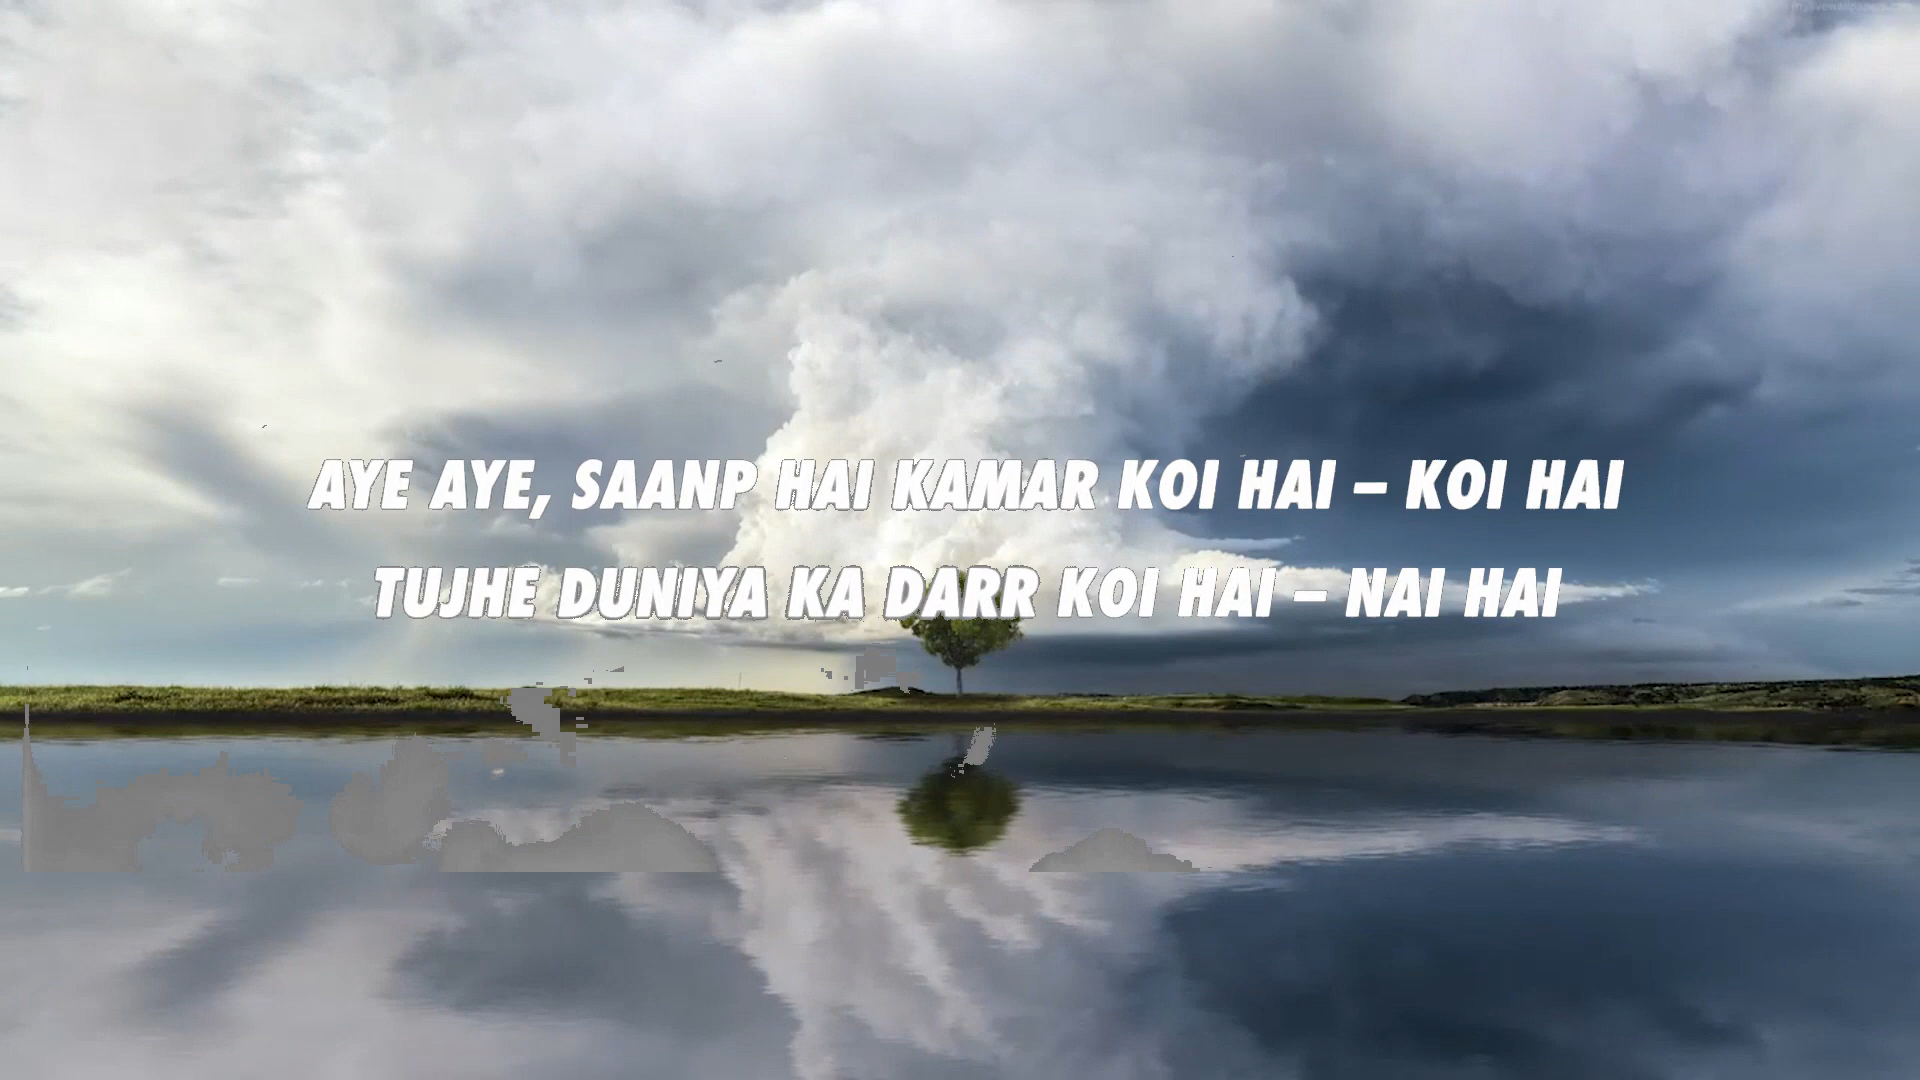 AYE AYE, SAANP HAI KAMAR KOI HAI – KOI HAI
TUJHE DUNIYA KA DARR KOI HAI – NAI HAI